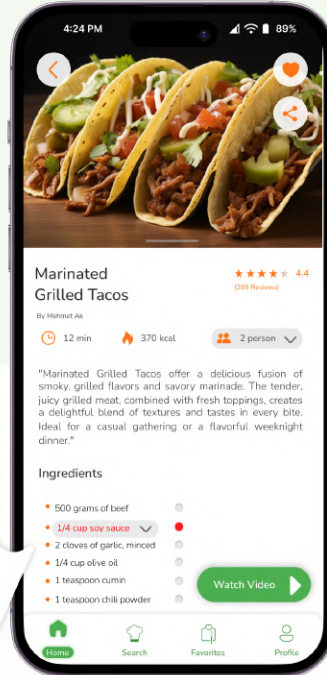 4:24 PM
89%
Marinated
Grilled Tacos
4.4
(286 Reviews)
By Mehmet Ak
12 min
370 kcal
2 person
"Marinated Grilled Tacos offer a delicious fusion of
smoky, grilled flavors and savory marinade. The tender,
juicy grilled meat, combined with fresh toppings, creates
a delightful blend of textures and tastes in every bite.
Ideal for a casual gathering or a flavorful weeknight
dinner."
Ingredients
500 grams of beef
1/4 cup soy sauce
2 cloves of garlic, minced
1/4 cup olive oil
1 teaspoon cumin
1 teaspoon chili powder
Watch Video
Home
Search
Favorites
Profile